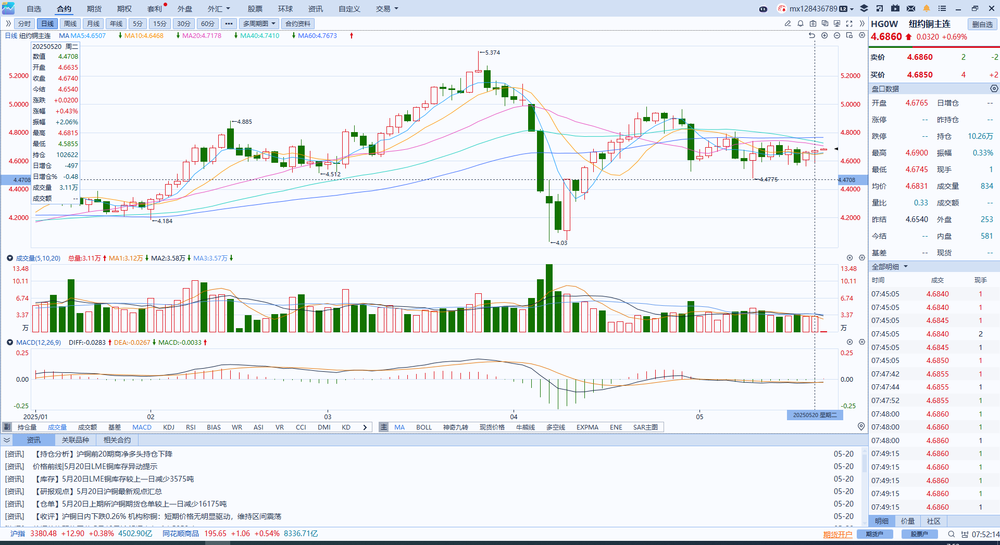 自选 合约 期货 期权 套利 外盘 外汇 股票 环球 资讯 自定义 交易 mx128436789 L2
分时 日线 周线 月线 年线 5分 15分 30分 60分 ••• 多周期图 合约资料
HG0W 纽约铜主连 删自选
日线 纽约铜主连 MA MA5:4.6507 MA10:4.6468 MA20:4.7178 MA40:4.7410 MA60:4.7673
4.6860 0.0320 +0.69%
20250520 周二
数值 4.4708
开盘 4.6635
收盘 4.6740
今结 4.6540
涨跌 +0.0200
涨幅 +0.43%
振幅 +2.06%
最高 4.6815
最低 4.5855
持仓 102622
日增仓 -497
日增仓% -0.48
成交量 3.11万
成交额 --
5.2000
5.0000
4.8000
4.6000
4.4708
4.4000
4.2000
5.374
4.885
4.512
4.184
4.03
4.4775
5.2000
5.0000
4.8000
4.6000
4.4708
4.4000
4.2000
成交量(5,10,20) 总量:3.11万 MA1:3.12万 MA2:3.58万 MA3:3.57万
13.48
10.11
6.74
3.37
万
13.48
10.11
6.74
3.37
万
MACD(12,26,9) DIFF:-0.0283 DEA:-0.0267 MACD:-0.0033
0.25
0.00
-0.25
0.25
0.00
-0.25
2025/01 02 03 04 05 20250520 星期二
副 持仓量 成交量 成交额 基差 MACD KDJ RSI BIAS WR ASI VR CCI DMI KD 主 MA BOLL 神奇九转 现货价格 牛熊线 多空线 EXPMA ENE SAR主图
资讯 关联品种 相关合约
[资讯] 【持仓分析】沪铜前20期商净多头持仓下降 05-20
[资讯] 价格前线|5月20日LME铜库存异动提示 05-20
[资讯] 【库存】5月20日LME铜库存较上一日减少3575吨 05-20
[资讯] 【研报观点】5月20日沪铜最新观点汇总 05-20
[资讯] 【仓单】5月20日上期所沪铜期货仓单较上一日减少16175吨 05-20
[资讯] 【收评】沪铜日内下跌0.26% 机构称铜：短期价格无明显驱动，维持区间震荡 05-20
卖价 4.6860 2 -2
买价 4.6850 4 +2
盘口数据
开盘 4.6765 日增仓 --
涨停 -- 昨持仓 --
跌停 -- 持仓 10.26万
最高 4.6900 振幅 0.33%
最低 4.6745 现手 1
均价 4.6831 成交量 834
量比 0.33 成交额 --
昨结 4.6540 外盘 253
今结 -- 内盘 581
基差 -- 现货 --
全部明细
时间 成交 现手
07:45:05 4.6840 1
07:45:05 4.6840 1
07:45:05 4.6845 1
07:45:05 4.6840 2
07:45:05 4.6845 1
07:45:05 4.6850 1
07:47:42 4.6855 1
07:47:44 4.6855 1
07:47:52 4.6855 1
07:48:00 4.6860 1
07:48:00 4.6860 1
07:48:00 4.6860 1
07:49:15 4.6860 1
07:49:15 4.6860 1
07:49:15 4.6860 1
07:49:15 4.6860 1
07:49:15 4.6860 1
明细 价量 社区
沪指 3380.48 +12.90 +0.38% 4502.90亿 同花顺商品 195.65 +1.06 +0.54% 8336.71亿 期货开户 期货户 股票户 07:52:14